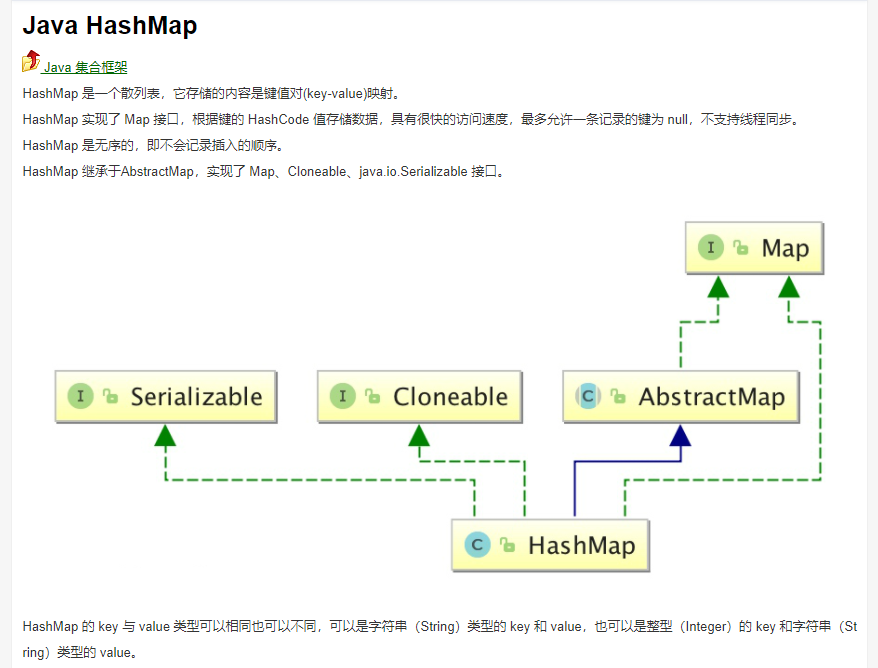 Java HashMap
Java 集合框架
HashMap 是一个散列表，它存储的内容是键值对(key-value)映射。
HashMap 实现了 Map 接口，根据键的 HashCode 值存储数据，具有很快的访问速度，最多允许一条记录的键为 null，不支持线程同步。
HashMap 是无序的，即不会记录插入的顺序。
HashMap 继承于AbstractMap，实现了 Map、Cloneable、java.io.Serializable 接口。
I Map
I Serializable
I Cloneable
C AbstractMap
C HashMap
HashMap 的 key 与 value 类型可以相同也可以不同，可以是字符串（String）类型的 key 和 value，也可以是整型（Integer）的 key 和字符串（St
ring）类型的 value。